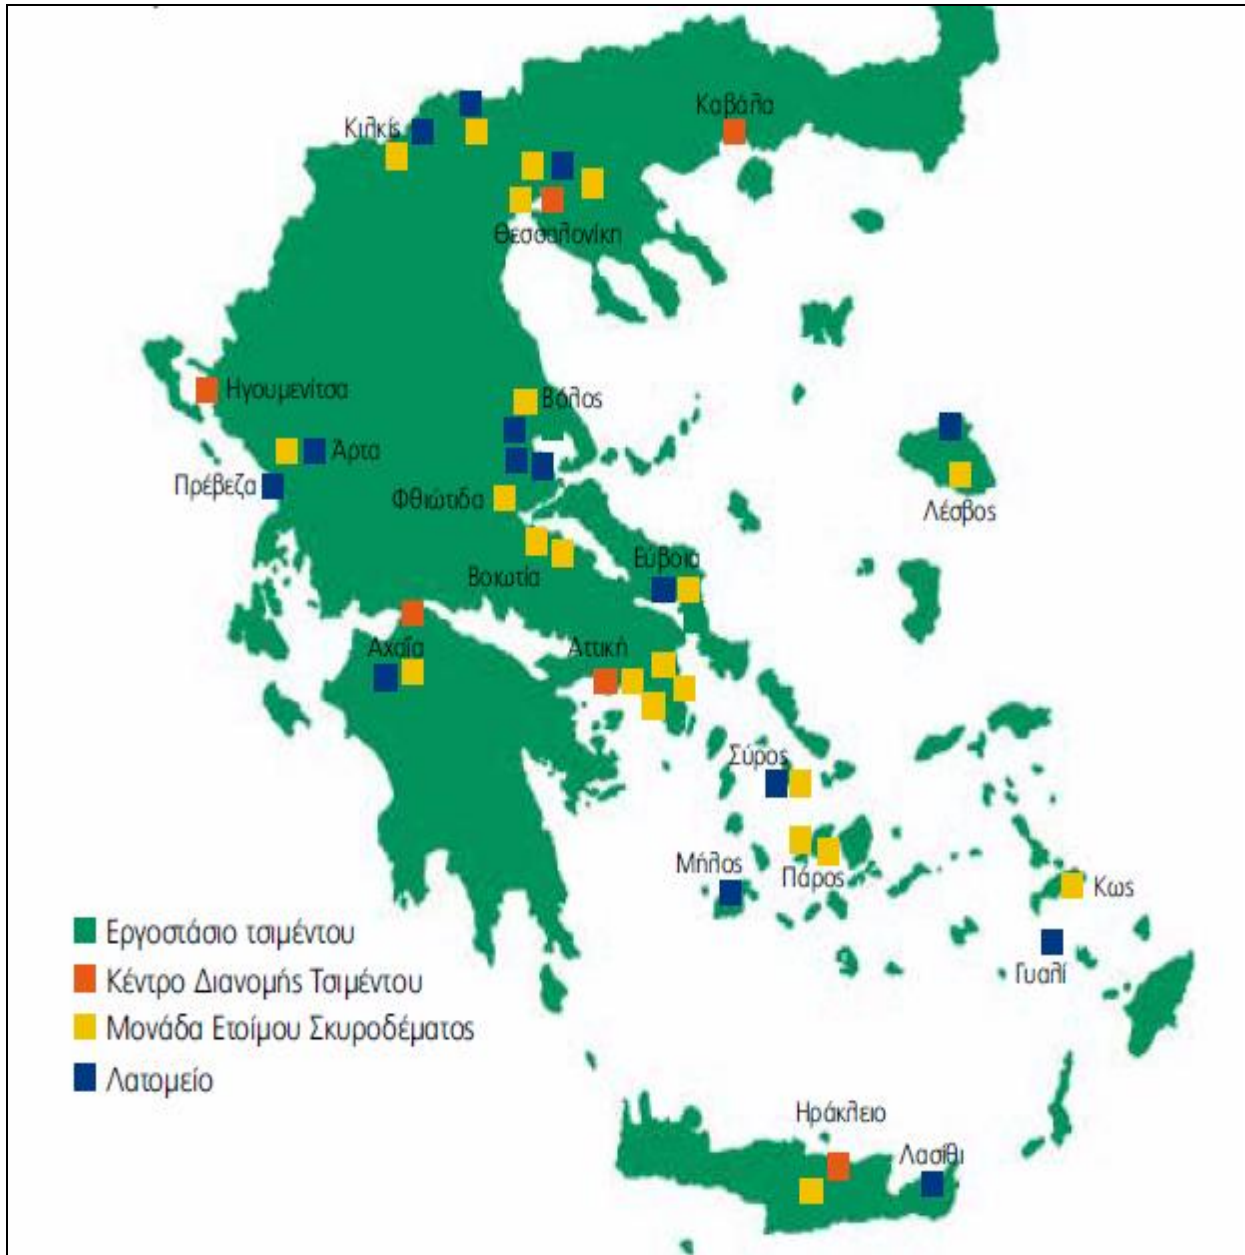 Καβάλα
Κιλκίς
Θεσσαλονίκη
Ηγουμενίτσα
Βόλος
Άρτα
Πρέβεζα
Φθιώτιδα
Λέσβος
Βοιωτία
Εύβοια
Αχαΐα
Αττική
Σύρος
Μήλος
Πάρος
Κως
Γυαλί
Εργοστάσιο τσιμέντου
Κέντρο Διανομής Τσιμέντου
Μονάδα Ετοίμου Σκυροδέματος
Λατομείο
Ηράκλειο
Λασίθι